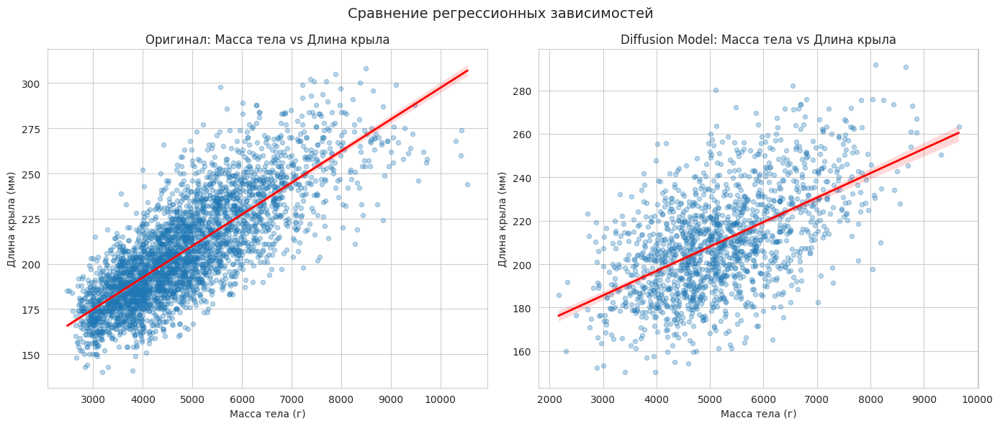 Сравнение регрессионных зависимостей
Оригинал: Масса тела vs Длина крыла
300
275
250
225
200
175
150
Длина крыла (мм)
3000 4000 5000 6000 7000 8000 9000 10000
Масса тела (г)
Diffusion Model: Масса тела vs Длина крыла
280
260
240
220
200
180
160
Длина крыла (мм)
2000 3000 4000 5000 6000 7000 8000 9000 10000
Масса тела (г)